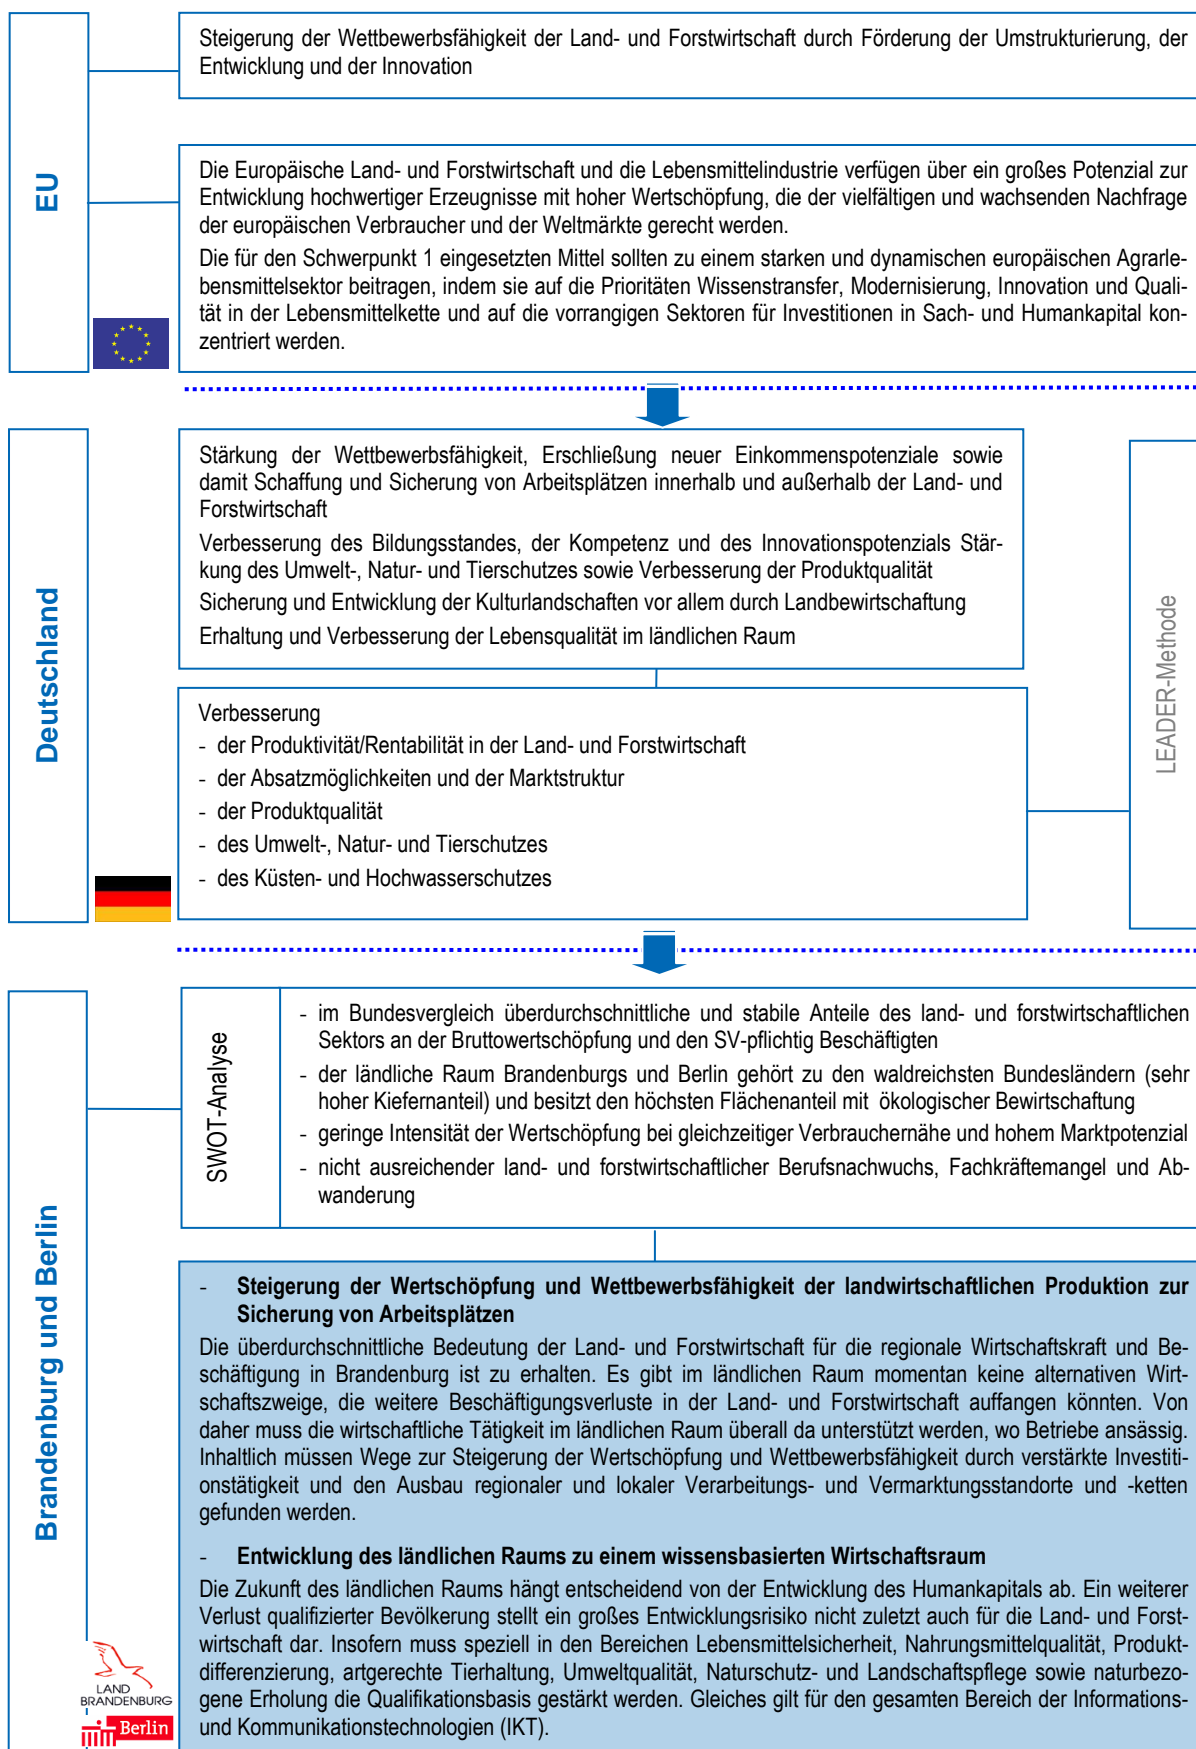 EU
Steigerung der Wettbewerbsfähigkeit der Land- und Forstwirtschaft durch Förderung der Umstrukturierung, der
Entwicklung und der Innovation
Die Europäische Land- und Forstwirtschaft und die Lebensmittelindustrie verfügen über ein großes Potenzial zur
Entwicklung hochwertiger Erzeugnisse mit hoher Wertschöpfung, die der vielfältigen und wachsenden Nachfrage
der europäischen Verbraucher und der Weltmärkte gerecht werden.
Die für den Schwerpunkt 1 eingesetzten Mittel sollten zu einem starken und dynamischen europäischen Agrarle-
bensmittelsektor beitragen, indem sie auf die Prioritäten Wissenstransfer, Modernisierung, Innovation und Quali-
tät in der Lebensmittelkette und auf die vorrangigen Sektoren für Investitionen in Sach- und Humankapital kon-
zentriert werden.
Deutschland
Stärkung der Wettbewerbsfähigkeit, Erschließung neuer Einkommenspotenziale sowie
damit Schaffung und Sicherung von Arbeitsplätzen innerhalb und außerhalb der Land- und
Forstwirtschaft
Verbesserung des Bildungsstandes, der Kompetenz und des Innovationspotenzials Stär-
kung des Umwelt-, Natur- und Tierschutzes sowie Verbesserung der Produktqualität
Sicherung und Entwicklung der Kulturlandschaften vor allem durch Landbewirtschaftung
Erhaltung und Verbesserung der Lebensqualität im ländlichen Raum
Verbesserung
- der Produktivität/Rentabilität in der Land- und Forstwirtschaft
- der Absatzmöglichkeiten und der Marktstruktur
- der Produktqualität
- des Umwelt-, Natur- und Tierschutzes
- des Küsten- und Hochwasserschutzes
LEADER-Methode
Brandenburg und Berlin
SWOT-Analyse
- im Bundesvergleich überdurchschnittliche und stabile Anteile des land- und forstwirtschaftlichen
Sektors an der Bruttowertschöpfung und den SV-pflichtig Beschäftigten
- der ländliche Raum Brandenburgs und Berlin gehört zu den waldreichsten Bundesländern (sehr
hoher Kiefernanteil) und besitzt den höchsten Flächenanteil mit ökologischer Bewirtschaftung
- geringe Intensität der Wertschöpfung bei gleichzeitiger Verbrauchernähe und hohem Marktpotenzial
- nicht ausreichender land- und forstwirtschaftlicher Berufsnachwuchs, Fachkräftemangel und Ab-
wanderung
- Steigerung der Wertschöpfung und Wettbewerbsfähigkeit der landwirtschaftlichen Produktion zur
Sicherung von Arbeitsplätzen
Die überdurchschnittliche Bedeutung der Land- und Forstwirtschaft für die regionale Wirtschaftskraft und Be-
schäftigung in Brandenburg ist zu erhalten. Es gibt im ländlichen Raum momentan keine alternativen Wirt-
schaftszweige, die weitere Beschäftigungsverluste in der Land- und Forstwirtschaft auffangen könnten. Von
daher muss die wirtschaftliche Tätigkeit im ländlichen Raum überall da unterstützt werden, wo Betriebe ansässig.
Inhaltlich müssen Wege zur Steigerung der Wertschöpfung und Wettbewerbsfähigkeit durch verstärkte Investiti-
onstätigkeit und den Ausbau regionaler und lokaler Verarbeitungs- und Vermarktungsstandorte und -ketten
gefunden werden.
- Entwicklung des ländlichen Raums zu einem wissensbasierten Wirtschaftsraum
Die Zukunft des ländlichen Raums hängt entscheidend von der Entwicklung des Humankapitals ab. Ein weiterer
Verlust qualifizierter Bevölkerung stellt ein großes Entwicklungsrisiko nicht zuletzt auch für die Land- und Forst-
wirtschaft dar. Insofern muss speziell in den Bereichen Lebensmittelsicherheit, Nahrungsmittelqualität, Produkt-
differenzierung, artgerechte Tierhaltung, Umweltqualität, Naturschutz- und Landschaftspflege sowie naturbezo-
gene Erholung die Qualifikationsbasis gestärkt werden. Gleiches gilt für den gesamten Bereich der Informations-
und Kommunikationstechnologien (IKT).
LAND
BRANDENBURG
Berlin